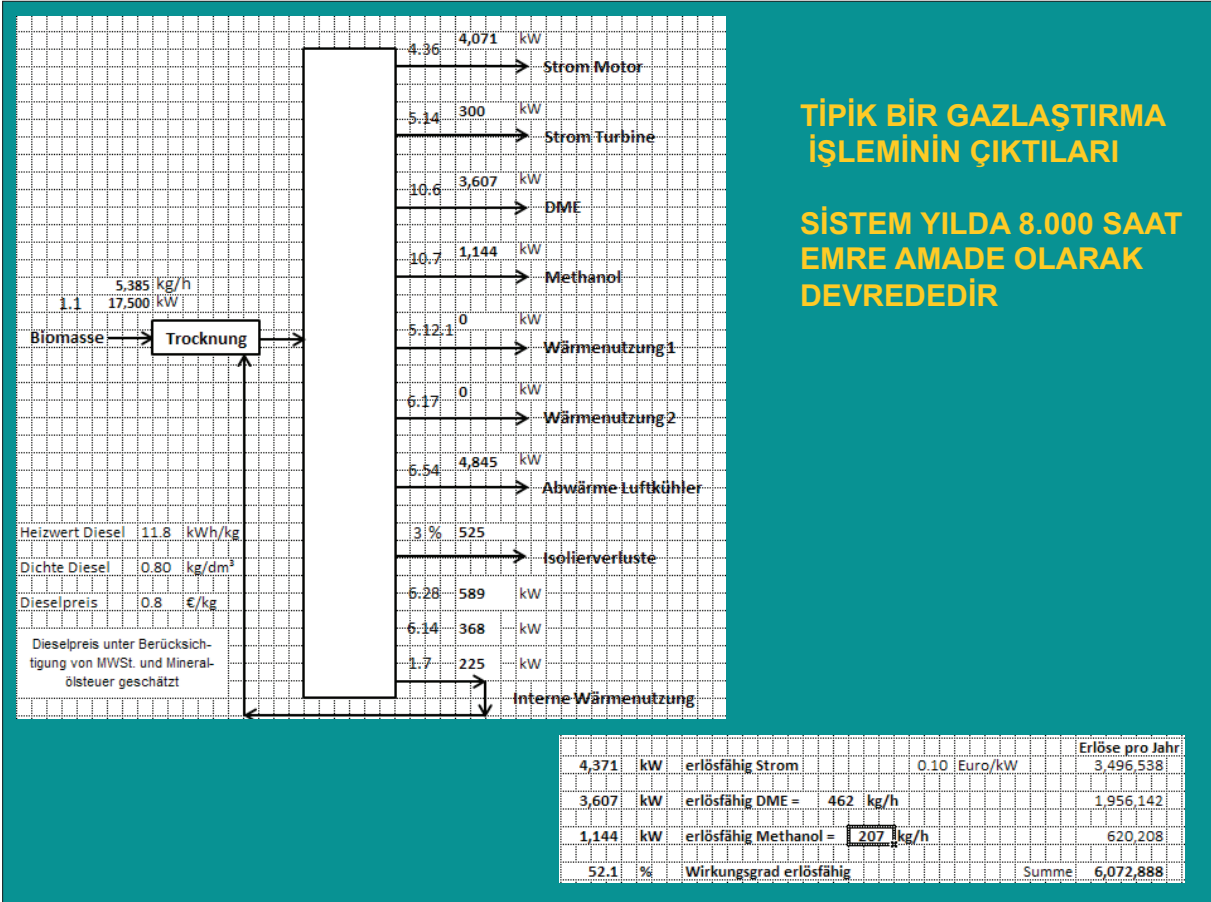 4.36 4,071 kW
Strom Motor
5.14 300 kW
Strom Turbine
10.6 3,607 kW
DME
10.7 1,144 kW
Methanol
5,385 kg/h
1.1 17,500 kW
Biomasse Trocknung
5.12.1 0 kW
Wärmenutzung 1
6.17 0 kW
Wärmenutzung 2
6.54 4,845 kW
Abwärme Luftkühler
Heizwert Diesel 11.8 kWh/kg
3 % 525
Isolierverluste
Dichte Diesel 0.80 kg/dm³
Dieselpreis 0.8 €/kg
6.28 589 kW
6.14 368 kW
1.7 225 kW
Interne Wärmenutzung
Dieselpreis unter Berücksich-
tigung von MWSt. und Mineral-
ölsteuer geschätzt
TİPİK BİR GAZLAŞTIRMA
İŞLEMİNİN ÇIKTILARI
SİSTEM YILDA 8.000 SAAT
EMRE AMADE OLARAK
DEVREDEDİR
Erlöse pro Jahr
4,371 kW erlösfähig Strom 0.10 Euro/kW 3,496,538
3,607 kW erlösfähig DME = 462 kg/h 1,956,142
1,144 kW erlösfähig Methanol = 207 kg/h 620,208
52.1 % Wirkungsgrad erlösfähig Summe 6,072,888